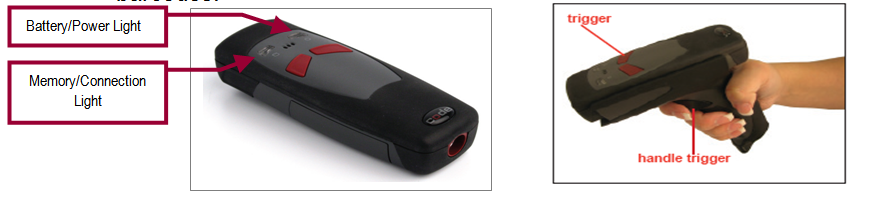 Battery/Power Light
Memory/Connection
Light
trigger
handle trigger